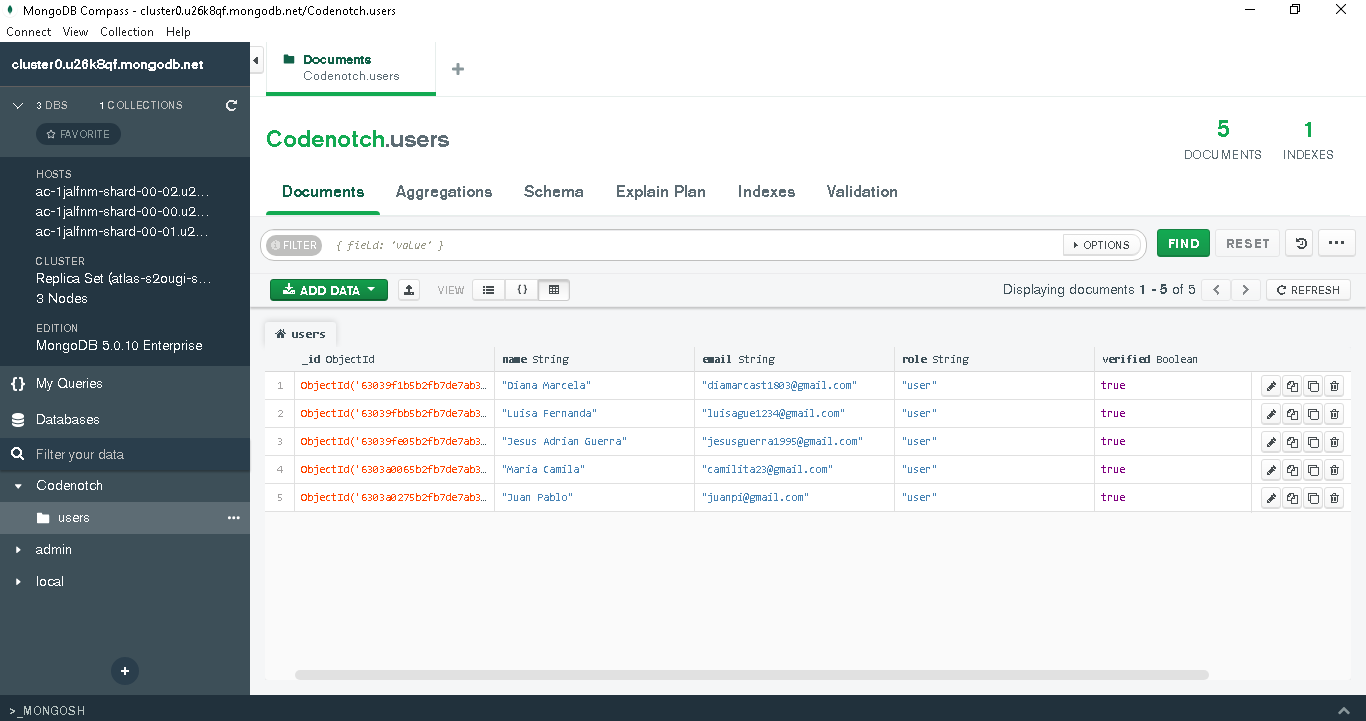 MongoDB Compass - cluster0.u26k8qf.mongodb.net/Codenotch.users
Connect View Collection Help
cluster0.u26k8qf.mongodb.net
3 DBS 1 COLLECTIONS
FAVORITE
HOSTS
ac-1jalfnm-shard-00-02.u2...
ac-1jalfnm-shard-00-00.u2...
ac-1jalfnm-shard-00-01.u2...
CLUSTER
Replica Set (atlas-s2ougi-s...
3 Nodes
EDITION
MongoDB 5.0.10 Enterprise
{} My Queries
Databases
Filter your data
Codenotch
users ...
admin
local
+
>_MONGOSH
Documents
Codenotch.users
+
Codenotch.users
5 DOCUMENTS
1 INDEXES
Documents Aggregations Schema Explain Plan Indexes Validation
FILTER { field: 'value' } OPTIONS FIND RESET ...
ADD DATA VIEW {} Displaying documents 1 - 5 of 5 < > REFRESH
users
_id ObjectId name String email String role String verified Boolean
1 ObjectId('63039f1b5b2fb7de7ab3... "Diana Marcela" "diamarcast1803@gmail.com" "user" true
2 ObjectId('63039fbb5b2fb7de7ab3... "Luisa Fernanda" "luisague1234@gmail.com" "user" true
3 ObjectId('63039fe05b2fb7de7ab3... "Jesus Adrian Guerra" "jesusguerra1995@gmail.com" "user" true
4 ObjectId('6303a0065b2fb7de7ab3... "Maria Camila" "camilita23@gmail.com" "user" true
5 ObjectId('6303a0275b2fb7de7ab3... "Juan Pablo" "juanpi@gmail.com" "user" true